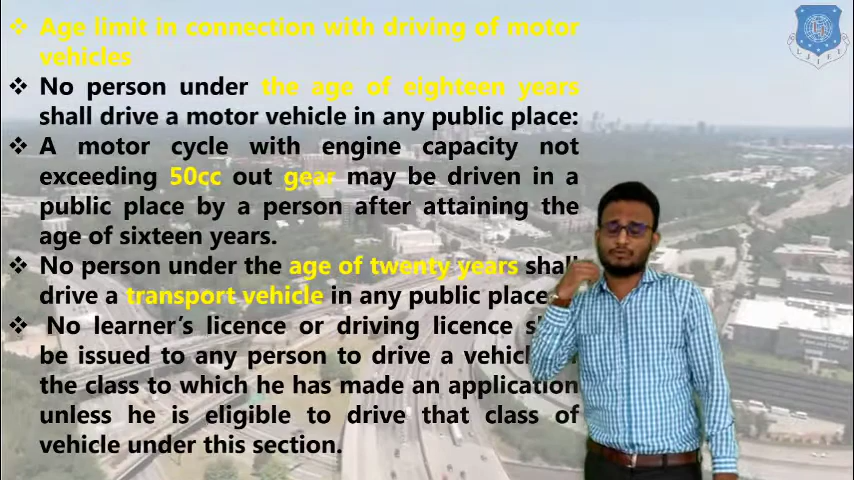 ❖ Age limit in connection with driving of motor
vehicles
❖ No person under the age of eighteen years
shall drive a motor vehicle in any public place:
❖ A motor cycle with engine capacity not
exceeding 50cc out gear may be driven in a
public place by a person after attaining the
age of sixteen years.
❖ No person under the age of twenty years shall
drive a transport vehicle in any public place
❖ No learner's licence or driving licence
be issued to any person to drive a
the class to which he has made an application
unless he is eligible to drive that class of
vehicle under this section.
LJIET